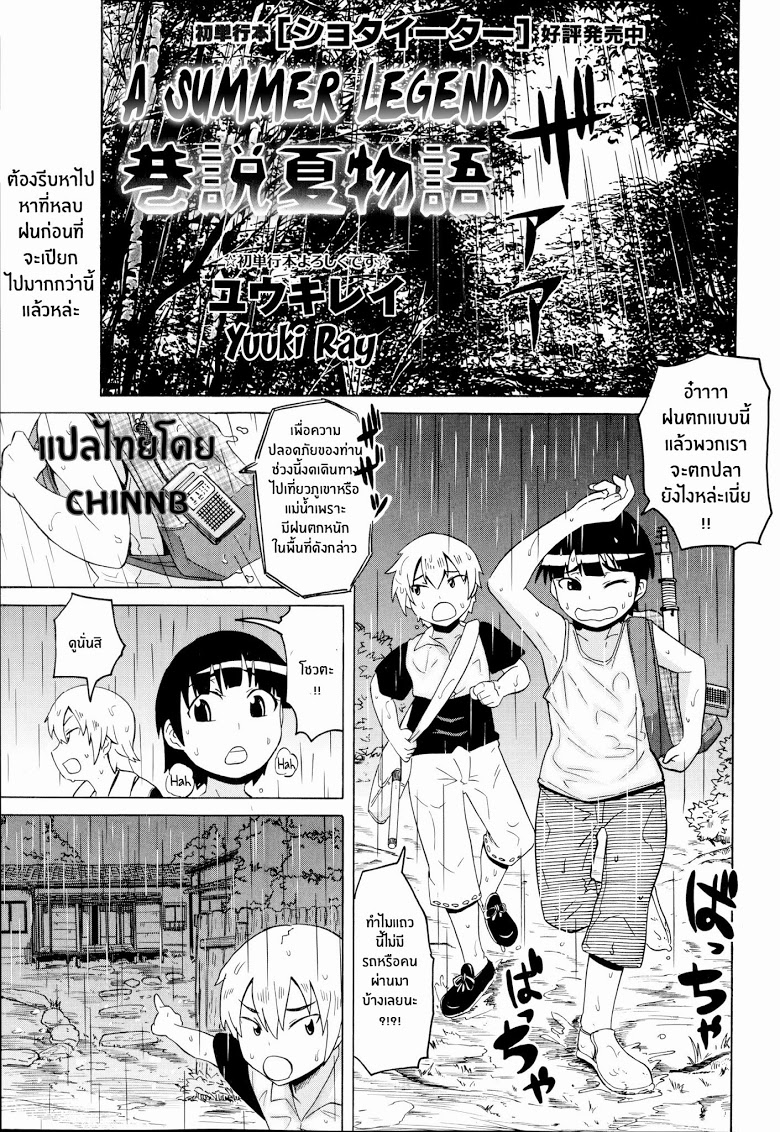 初単行本[ショタイーター]好評発売中
A SUMMER LEGEND
巷説夏物語
☆初単行本よろしくです☆
ユウキレイ
Yuuki Ray
ザアア
ต้องรีบหาไป
หาที่หลบ
ฝนก่อนที่
จะเปียก
ไปมากกว่านี้
แล้วหล่ะ
อ๋าาาา
ฝนตกแบบนี้
แล้วพวกเรา
จะตกปลา
ยังไงหล่ะเนี่ย
!!
เพื่อความ
ปลอดภัยของท่าน
ช่วงนี้งดเดินทาง
ไปเที่ยวภูเขาหรือ
แม่น้ำเพราะ
มีฝนตกหนัก
ในพื้นที่ดังกล่าว
แปลไทยโดย
CHINNB
โชวตะ
!!
ดูนั่นสิ
Hah
Hah
ทำไมแถว
นี้ไม่มี
รถหรือคน
ผ่านมา
บ้างเลยนะ
?!?!
ばっちゃ
ばっちゃ